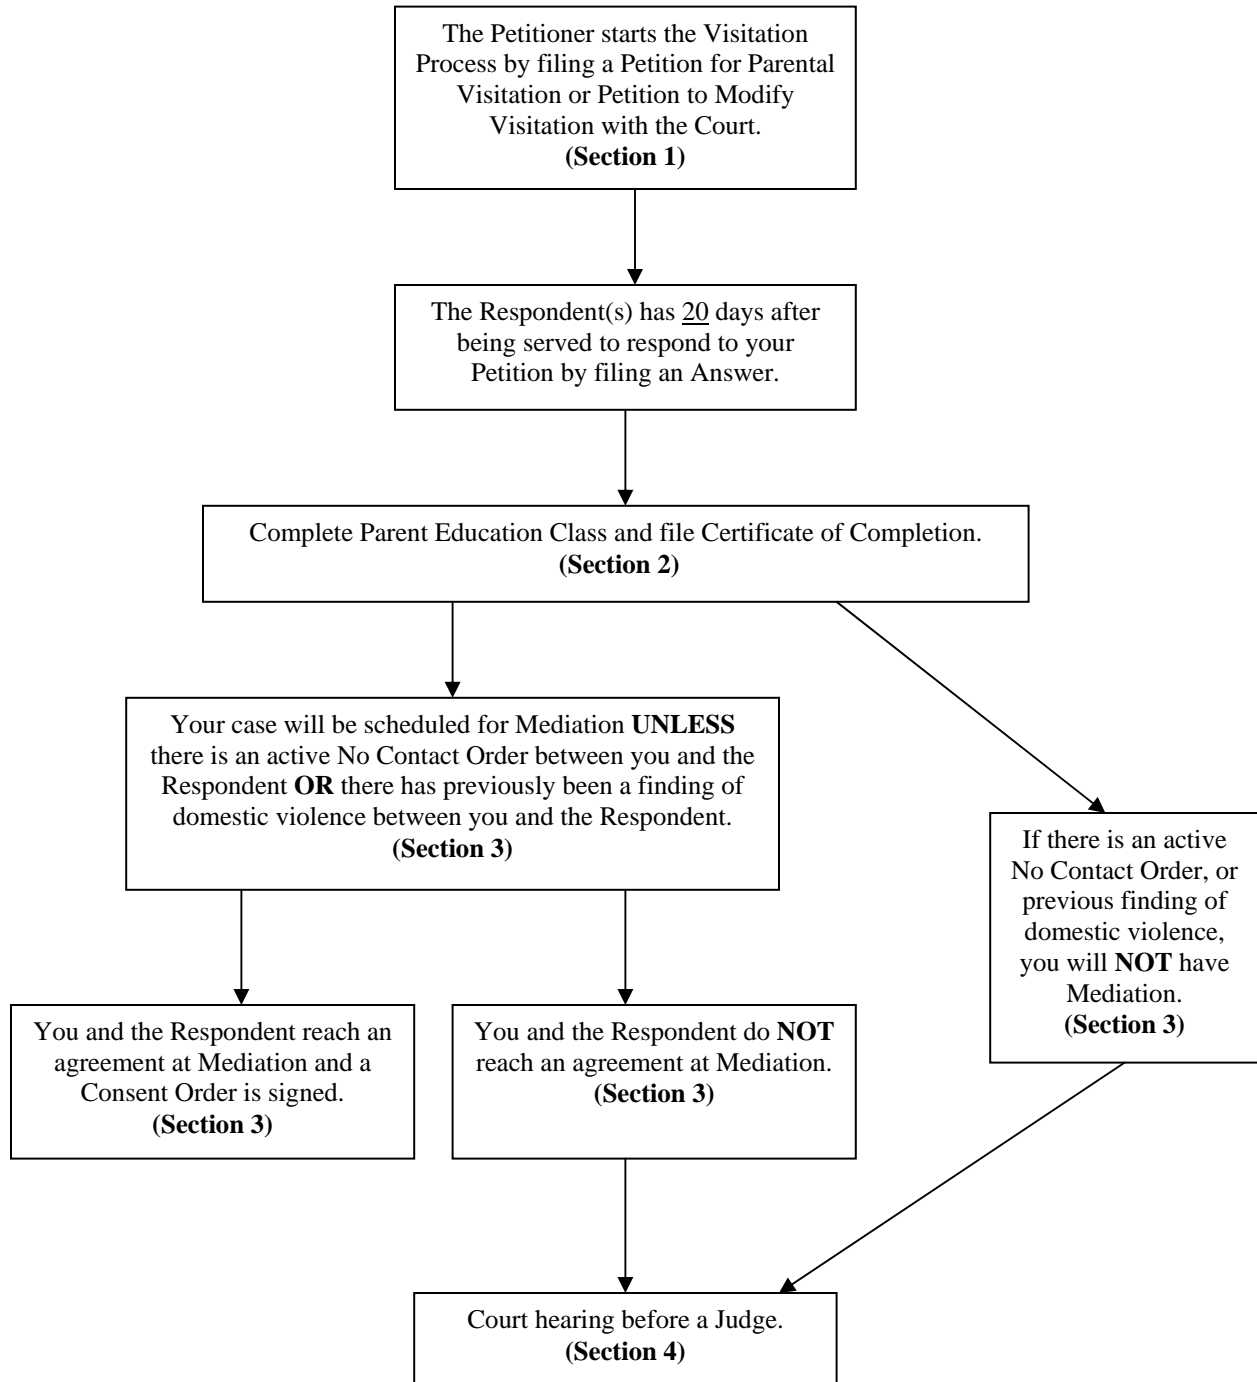 The Petitioner starts the Visitation
Process by filing a Petition for Parental
Visitation or Petition to Modify
Visitation with the Court.
(Section 1)
The Respondent(s) has 20 days after
being served to respond to your
Petition by filing an Answer.
Complete Parent Education Class and file Certificate of Completion.
(Section 2)
Your case will be scheduled for Mediation UNLESS
there is an active No Contact Order between you and the
Respondent OR there has previously been a finding of
domestic violence between you and the Respondent.
(Section 3)
If there is an active
No Contact Order, or
previous finding of
domestic violence,
you will NOT have
Mediation.
(Section 3)
You and the Respondent reach an
agreement at Mediation and a
Consent Order is signed.
(Section 3)
You and the Respondent do NOT
reach an agreement at Mediation.
(Section 3)
Court hearing before a Judge.
(Section 4)